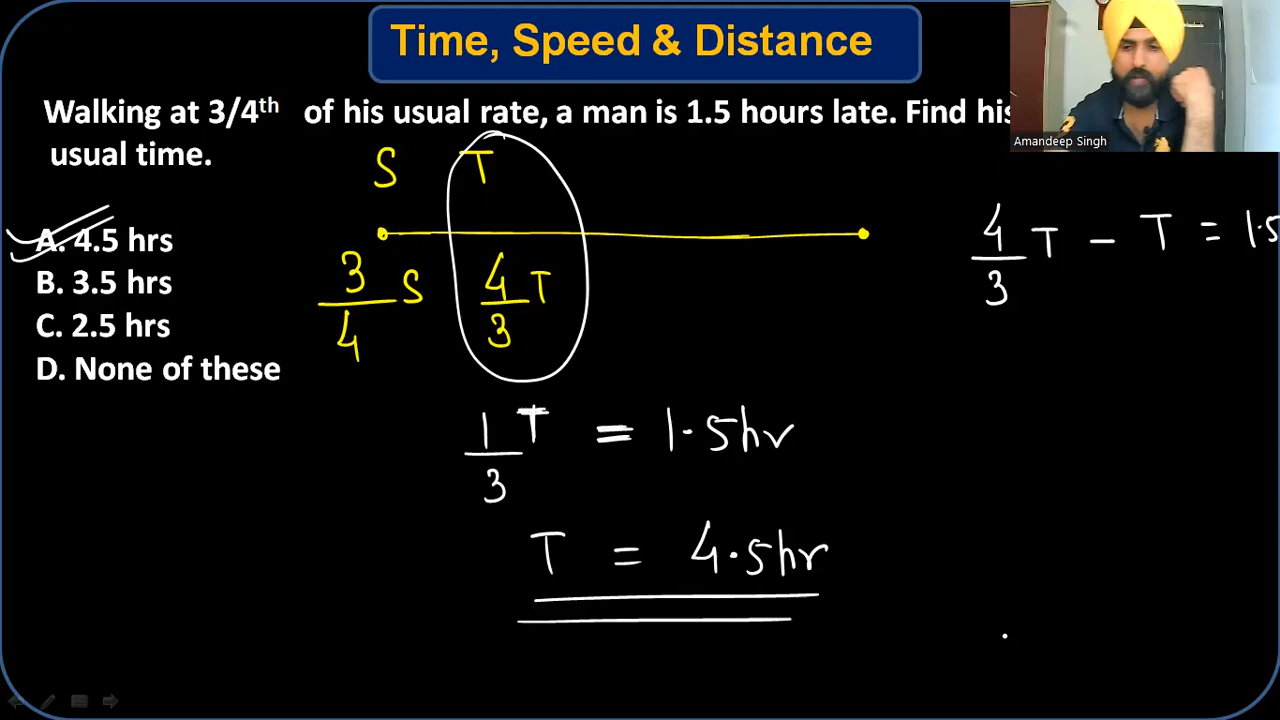 Time, Speed & Distance
Walking at 3/4th of his usual rate, a man is 1.5 hours late. Find his
usual time.
Amandeep Singh
A. 4.5 hrs
B. 3.5 hrs
C. 2.5 hrs
D. None of these
S T
3/4 S 4/3 T
4/3 T - T = 1.5
1/3 T = 1.5hr
T = 4.5hr